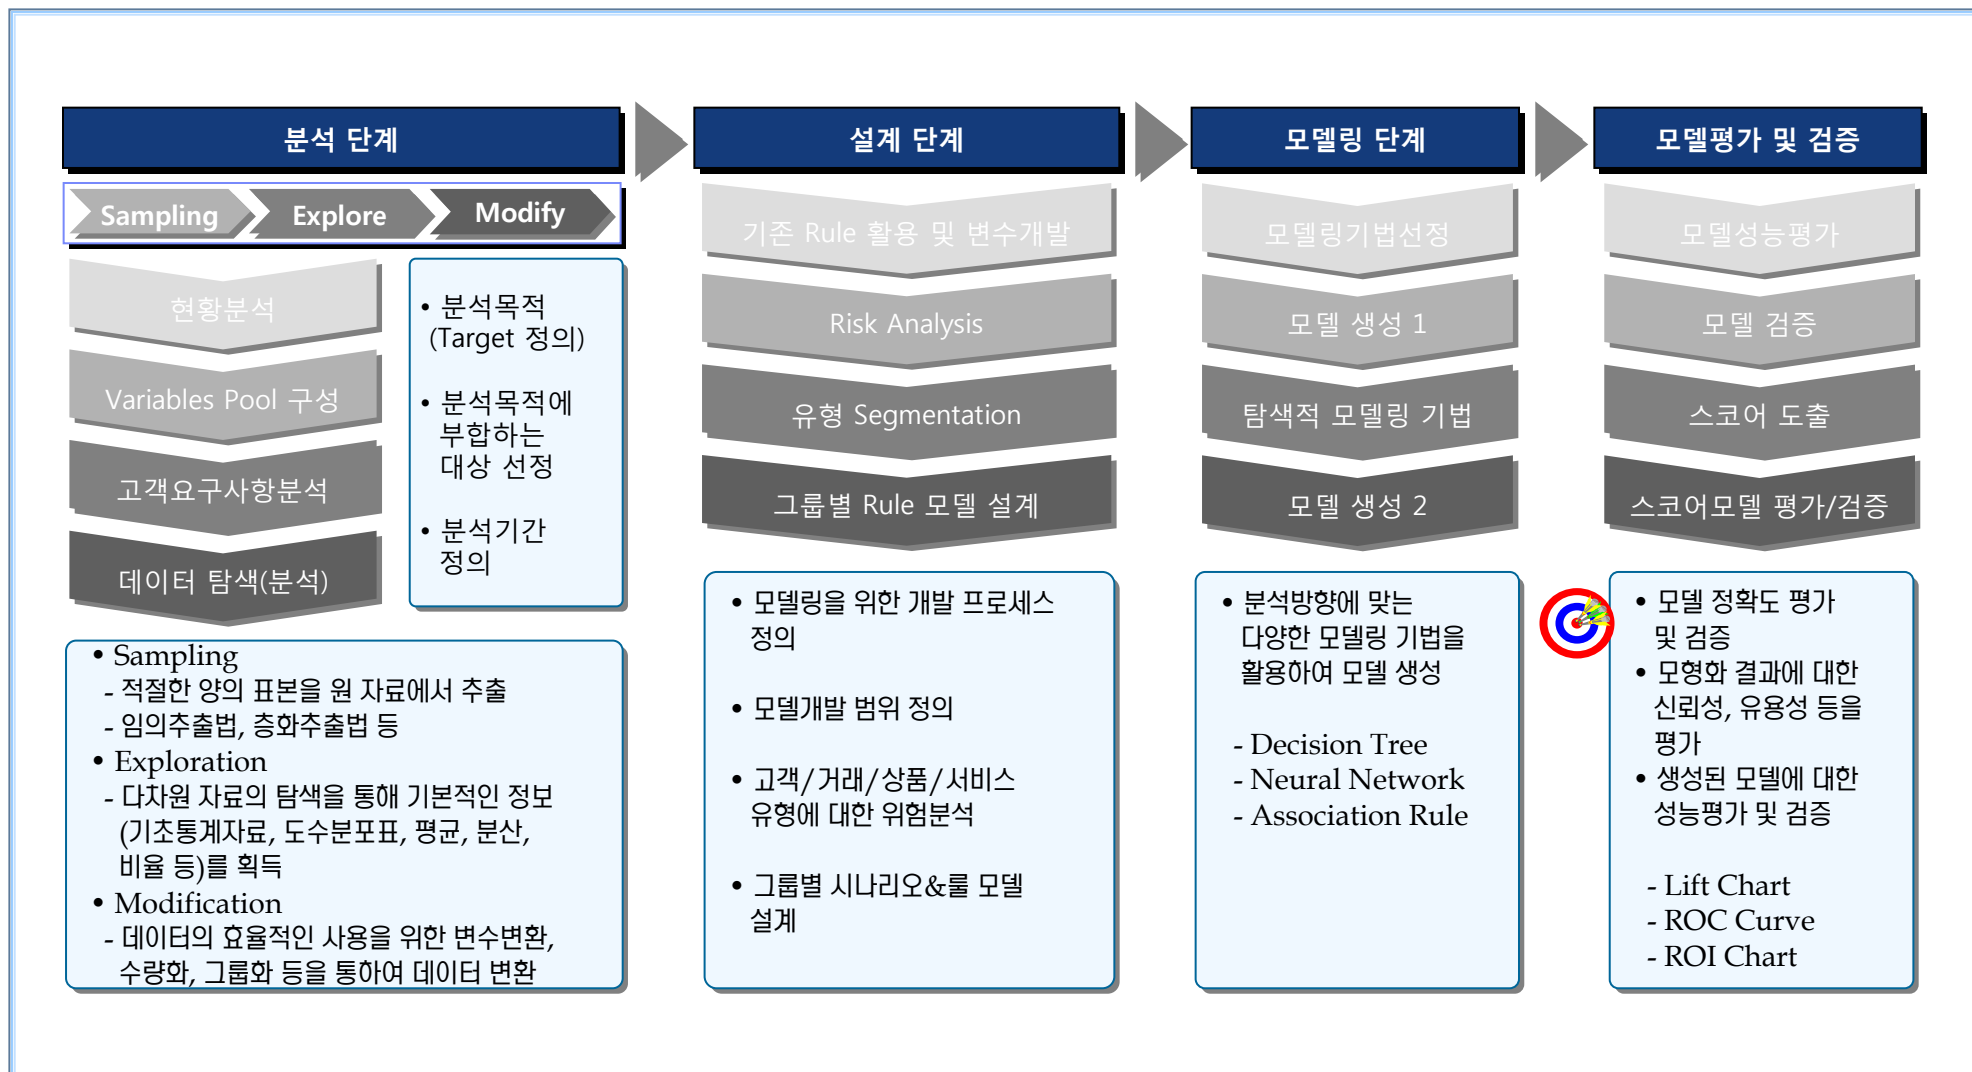 분석 단계
Sampling
Explore
Modify
현황분석
Variables Pool 구성
고객요구사항분석
데이터 탐색(분석)
• 분석목적
(Target 정의)
• 분석목적에
부합하는
대상 선정
• 분석기간
정의
• Sampling
- 적절한 양의 표본을 원 자료에서 추출
- 임의추출법, 층화추출법 등
• Exploration
- 다차원 자료의 탐색을 통해 기본적인 정보
(기초통계자료, 도수분포표, 평균, 분산,
비율 등)를 획득
• Modification
- 데이터의 효율적인 사용을 위한 변수변환,
수량화, 그룹화 등을 통하여 데이터 변환
설계 단계
기존 Rule 활용 및 변수개발
Risk Analysis
유형 Segmentation
그룹별 Rule 모델 설계
• 모델링을 위한 개발 프로세스
정의
• 모델개발 범위 정의
• 고객/거래/상품/서비스
유형에 대한 위험분석
• 그룹별 시나리오&룰 모델
설계
모델링 단계
모델링기법선정
모델 생성 1
탐색적 모델링 기법
모델 생성 2
• 분석방향에 맞는
다양한 모델링 기법을
활용하여 모델 생성
- Decision Tree
- Neural Network
- Association Rule
모델평가 및 검증
모델성능평가
모델 검증
스코어 도출
스코어모델 평가/검증
• 모델 정확도 평가
및 검증
• 모형화 결과에 대한
신뢰성, 유용성 등을
평가
• 생성된 모델에 대한
성능평가 및 검증
- Lift Chart
- ROC Curve
- ROI Chart